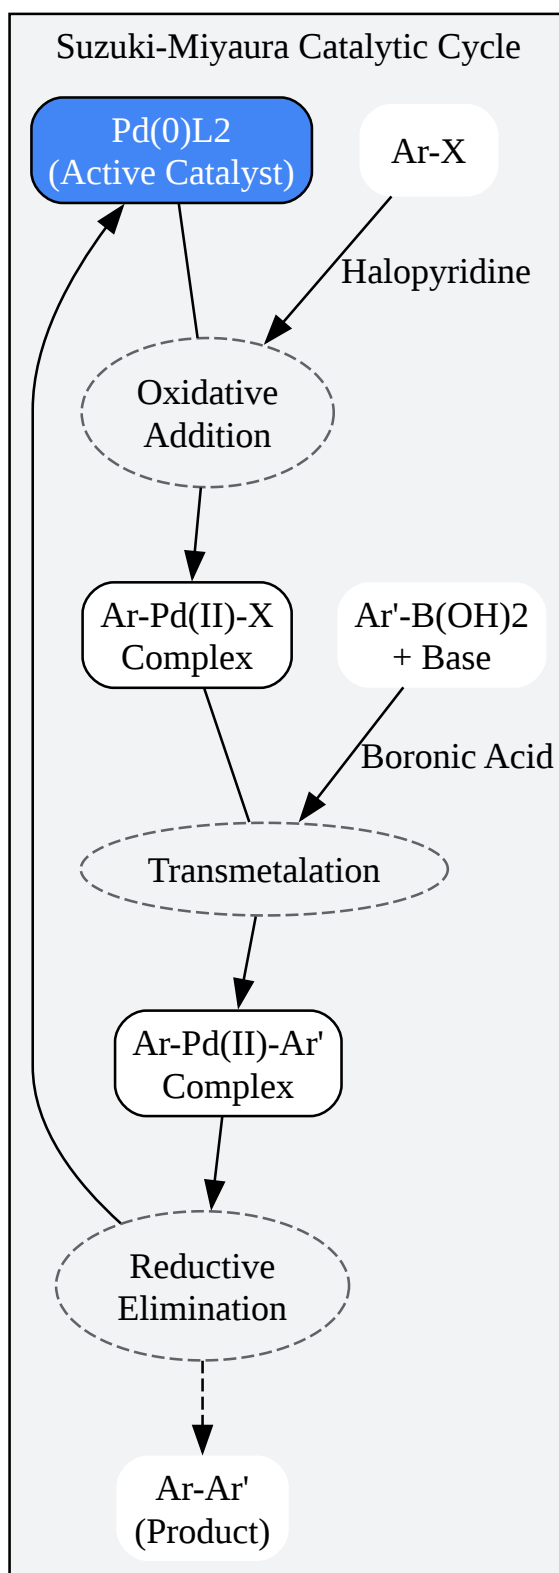 Suzuki-Miyaura Catalytic Cycle
Pd(0)L2
(Active Catalyst)
Ar-X
Halopyridine
Oxidative
Addition
Ar-Pd(II)-X
Complex
Ar'-B(OH)2
+ Base
Boronic Acid
Transmetalation
Ar-Pd(II)-Ar'
Complex
Reductive
Elimination
Ar-Ar'
(Product)